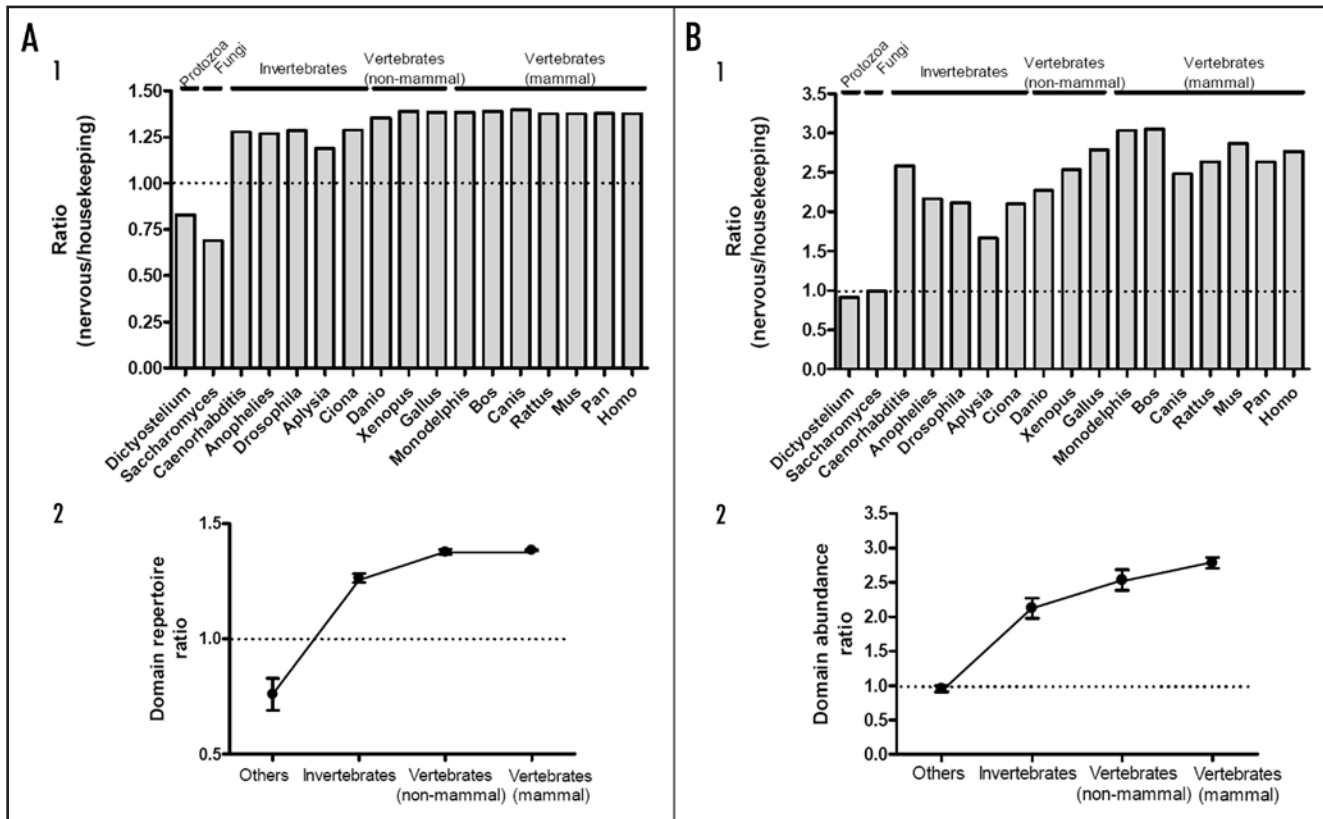 A
1
Protozoa
Fungi
Invertebrates
Vertebrates
(non-mammal)
Vertebrates
(mammal)
Ratio
(nervous/housekeeping)
1.50
1.25
1.00
0.75
0.50
0.25
0.00
Dictyostelium
Saccharomyces
Caenorhabditis
Anophelies
Drosophila
Aplysia
Ciona
Danio
Xenopus
Gallus
Monodelphis
Bos
Canis
Rattus
Mus
Pan
Homo
2
Domain repertoire
ratio
1.5
1.0
0.5
Others
Invertebrates
Vertebrates
(non-mammal)
Vertebrates
(mammal)
B
1
Protozoa
Fungi
Invertebrates
Vertebrates
(non-mammal)
Vertebrates
(mammal)
Ratio
(nervous/housekeeping)
3.5
3.0
2.5
2.0
1.5
1.0
0.5
0.0
Dictyostelium
Saccharomyces
Caenorhabditis
Anophelies
Drosophila
Aplysia
Ciona
Danio
Xenopus
Gallus
Monodelphis
Bos
Canis
Rattus
Mus
Pan
Homo
2
Domain abundance
ratio
3.5
3.0
2.5
2.0
1.5
1.0
0.5
0.0
Others
Invertebrates
Vertebrates
(non-mammal)
Vertebrates
(mammal)